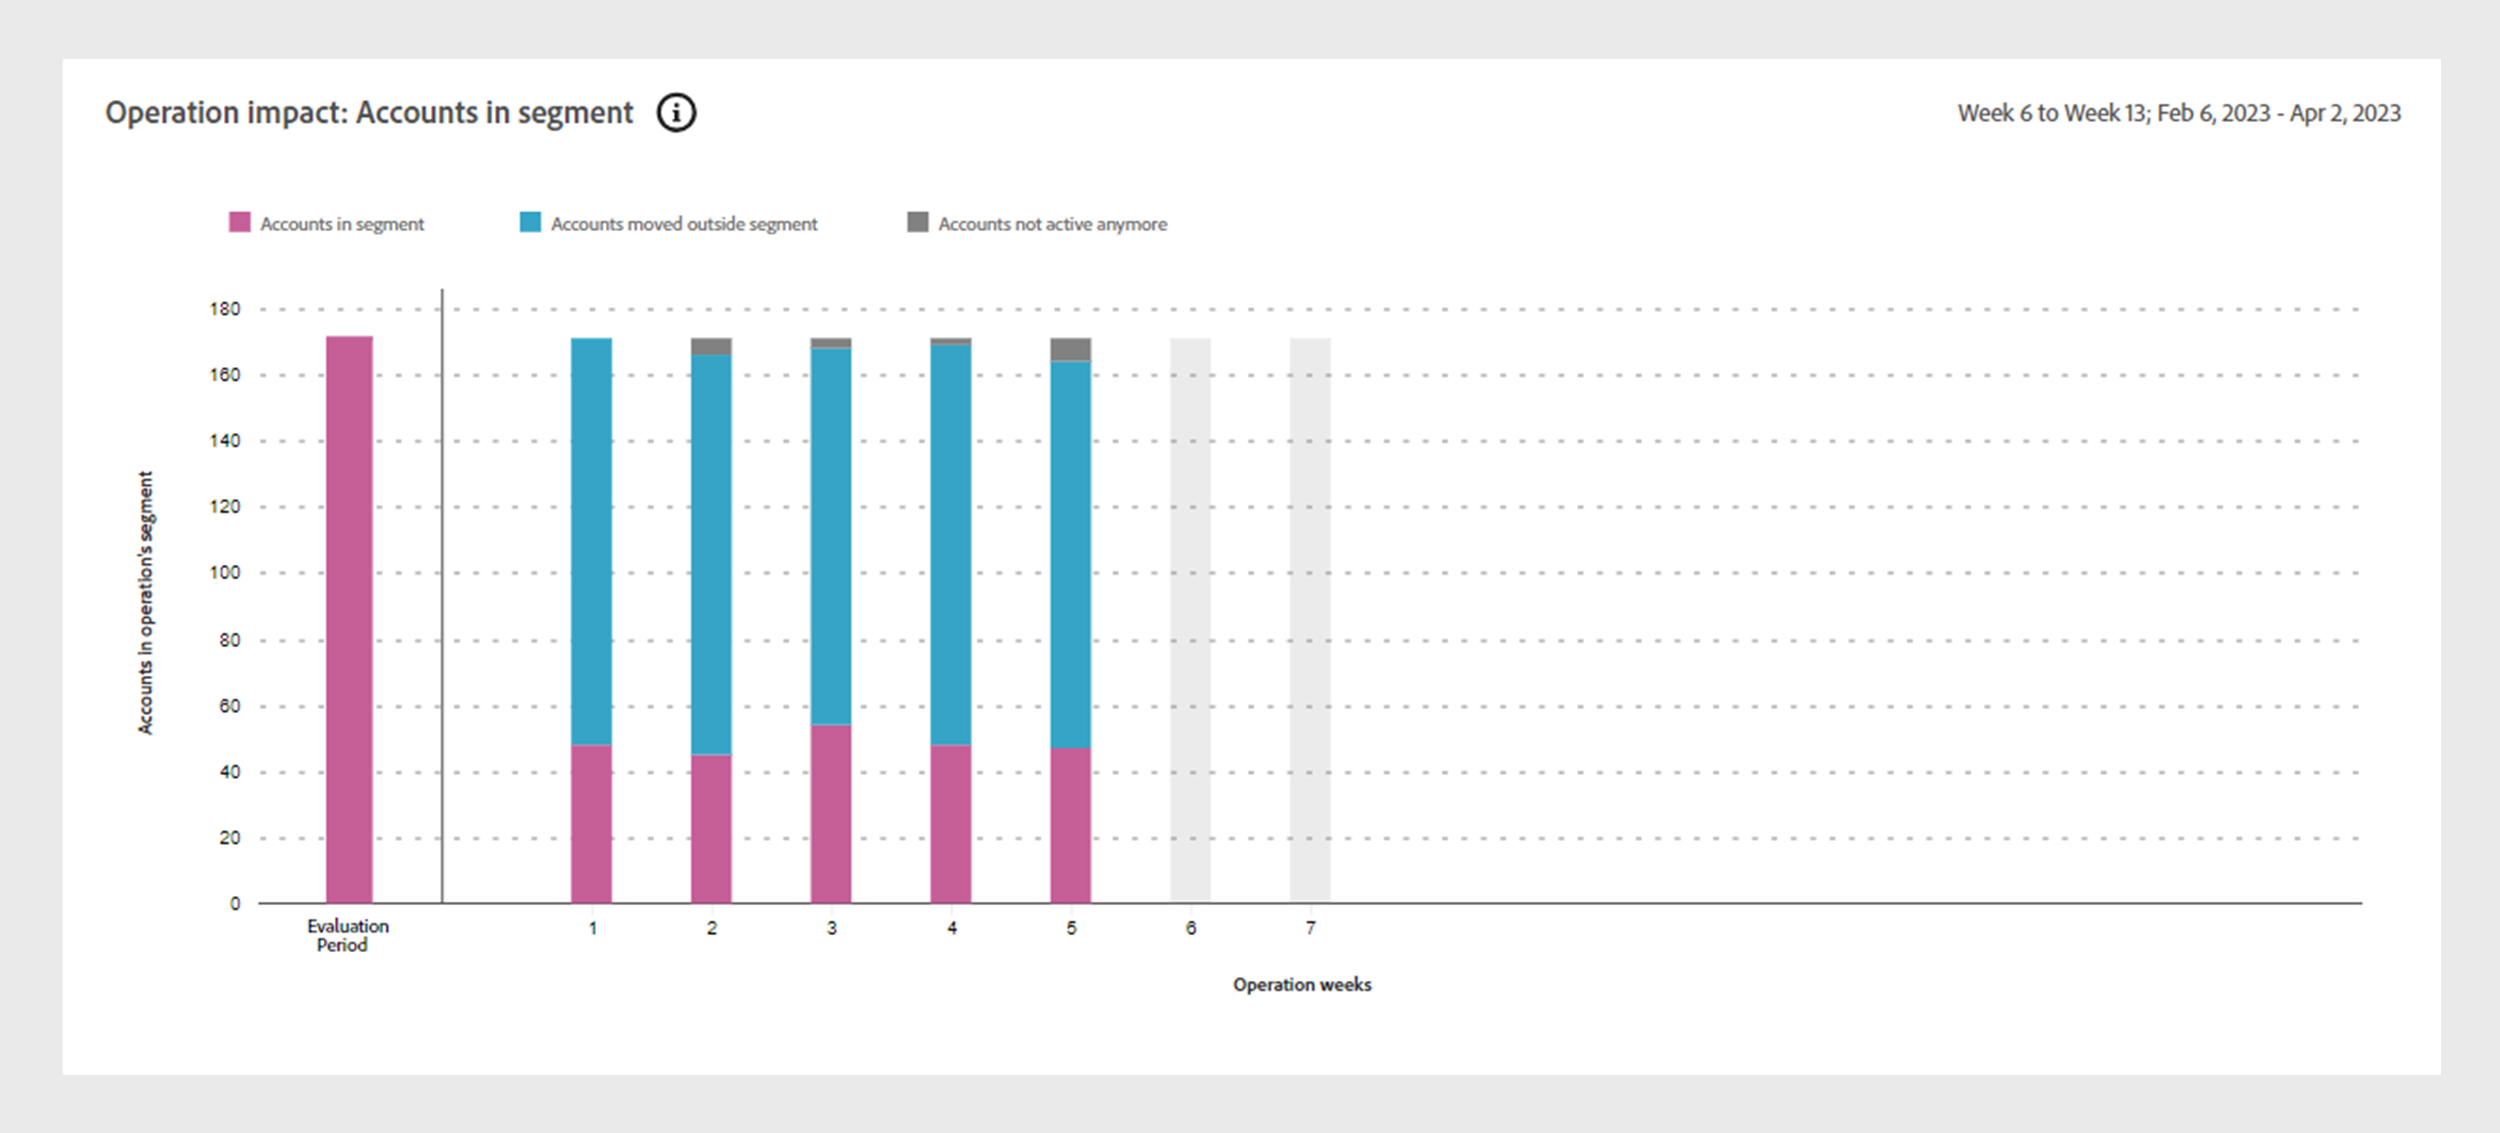 Operation impact: Accounts in segment
Week 6 to Week 13; Feb 6, 2023 - Apr 2, 2023
Accounts in segment
Accounts moved outside segment
Accounts not active anymore
Accounts in operation's segment
180
160
140
120
100
80
60
40
20
0
Evaluation
Period
1 2 3 4 5 6 7
Operation weeks